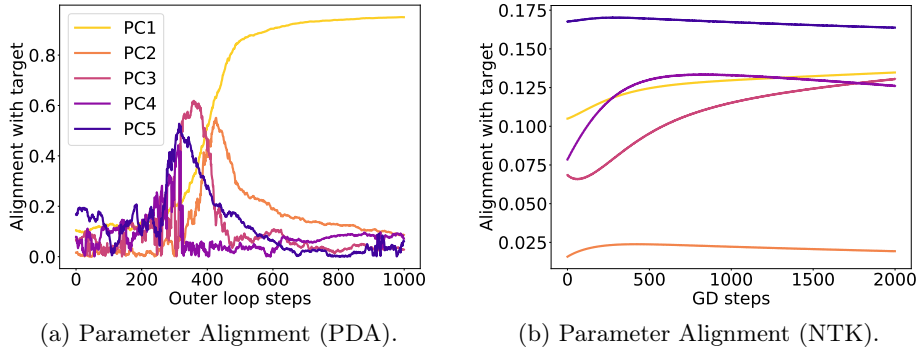 Alignment with target
0.8
0.6
0.4
0.2
0.0
PC1
PC2
PC3
PC4
PC5
0 200 400 600 800 1000
Outer loop steps
(a) Parameter Alignment (PDA).
Alignment with target
0.175
0.150
0.125
0.100
0.075
0.050
0.025
0 500 1000 1500 2000
GD steps
(b) Parameter Alignment (NTK).